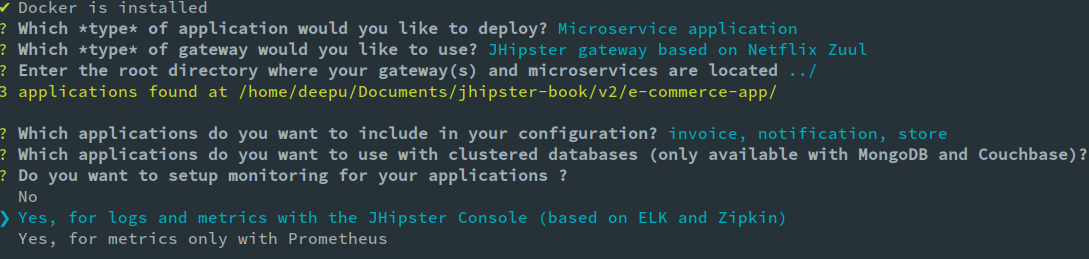 ✔ Docker is installed
? Which *type* of application would you like to deploy? Microservice application
? Which *type* of gateway would you like to use? JHipster gateway based on Netflix Zuul
? Enter the root directory where your gateway(s) and microservices are located ../
3 applications found at /home/deepu/Documents/jhipster-book/v2/e-commerce-app/
? Which applications do you want to include in your configuration? invoice, notification, store
? Which applications do you want to use with clustered databases (only available with MongoDB and Couchbase)?
? Do you want to setup monitoring for your applications ?
No
❯ Yes, for logs and metrics with the JHipster Console (based on ELK and Zipkin)
Yes, for metrics only with Prometheus